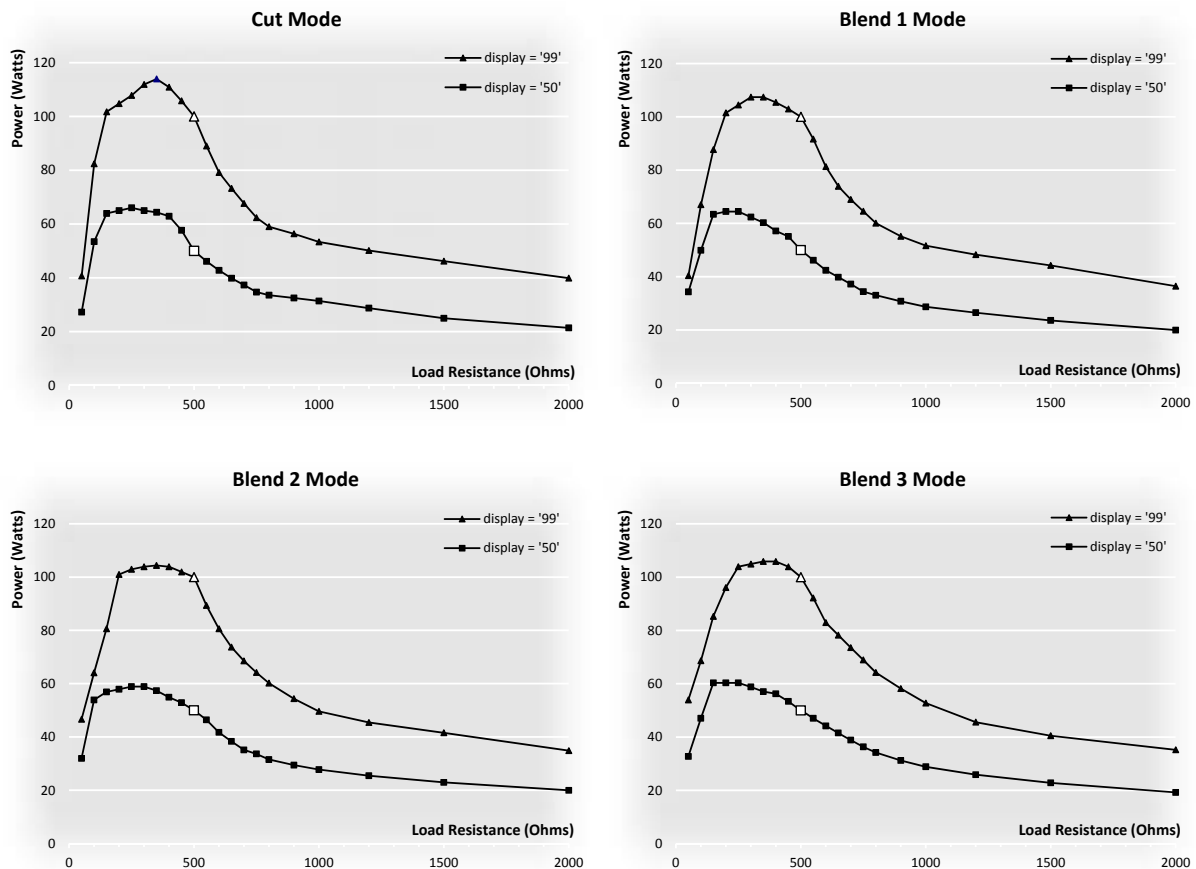 Cut Mode
Power (Watts)
120
100
80
60
40
20
0
display = '99'
display = '50'
Load Resistance (Ohms)
0 500 1000 1500 2000
Blend 1 Mode
Power (Watts)
120
100
80
60
40
20
0
display = '99'
display = '50'
Load Resistance (Ohms)
0 500 1000 1500 2000
Blend 2 Mode
Power (Watts)
120
100
80
60
40
20
0
display = '99'
display = '50'
Load Resistance (Ohms)
0 500 1000 1500 2000
Blend 3 Mode
Power (Watts)
120
100
80
60
40
20
0
display = '99'
display = '50'
Load Resistance (Ohms)
0 500 1000 1500 2000